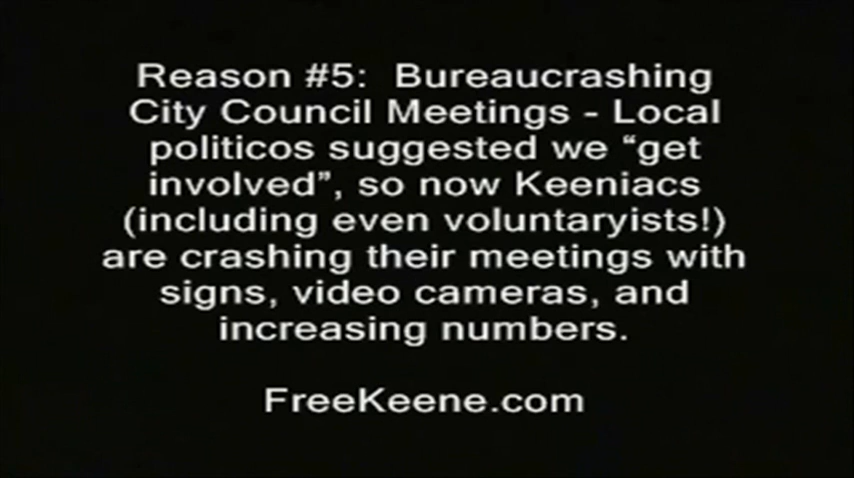 Reason #5:  Bureaucrashing
City Council Meetings - Local
politicos suggested we “get
involved”, so now Keeniacs
(including even voluntaryists!)
are crashing their meetings with
signs, video cameras, and
increasing numbers.
FreeKeene.com